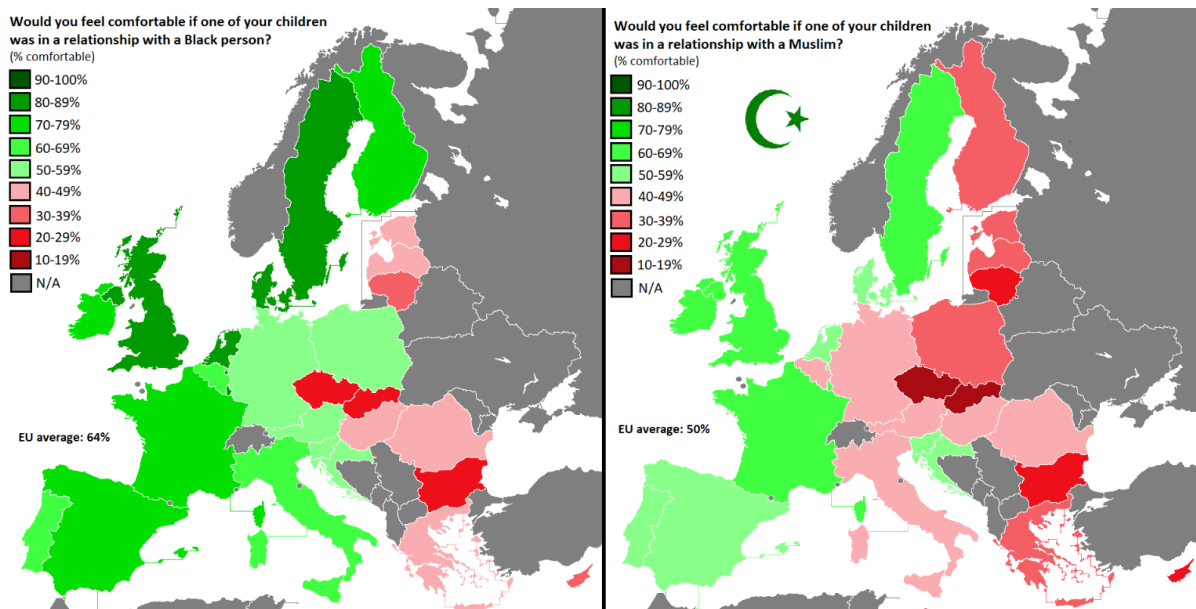 Would you feel comfortable if one of your children
was in a relationship with a Black person?
(% comfortable)
90-100%
80-89%
70-79%
60-69%
50-59%
40-49%
30-39%
20-29%
10-19%
N/A
EU average: 64%
Would you feel comfortable if one of your children
was in a relationship with a Muslim?
(% comfortable)
90-100%
80-89%
70-79%
60-69%
50-59%
40-49%
30-39%
20-29%
10-19%
N/A
EU average: 50%